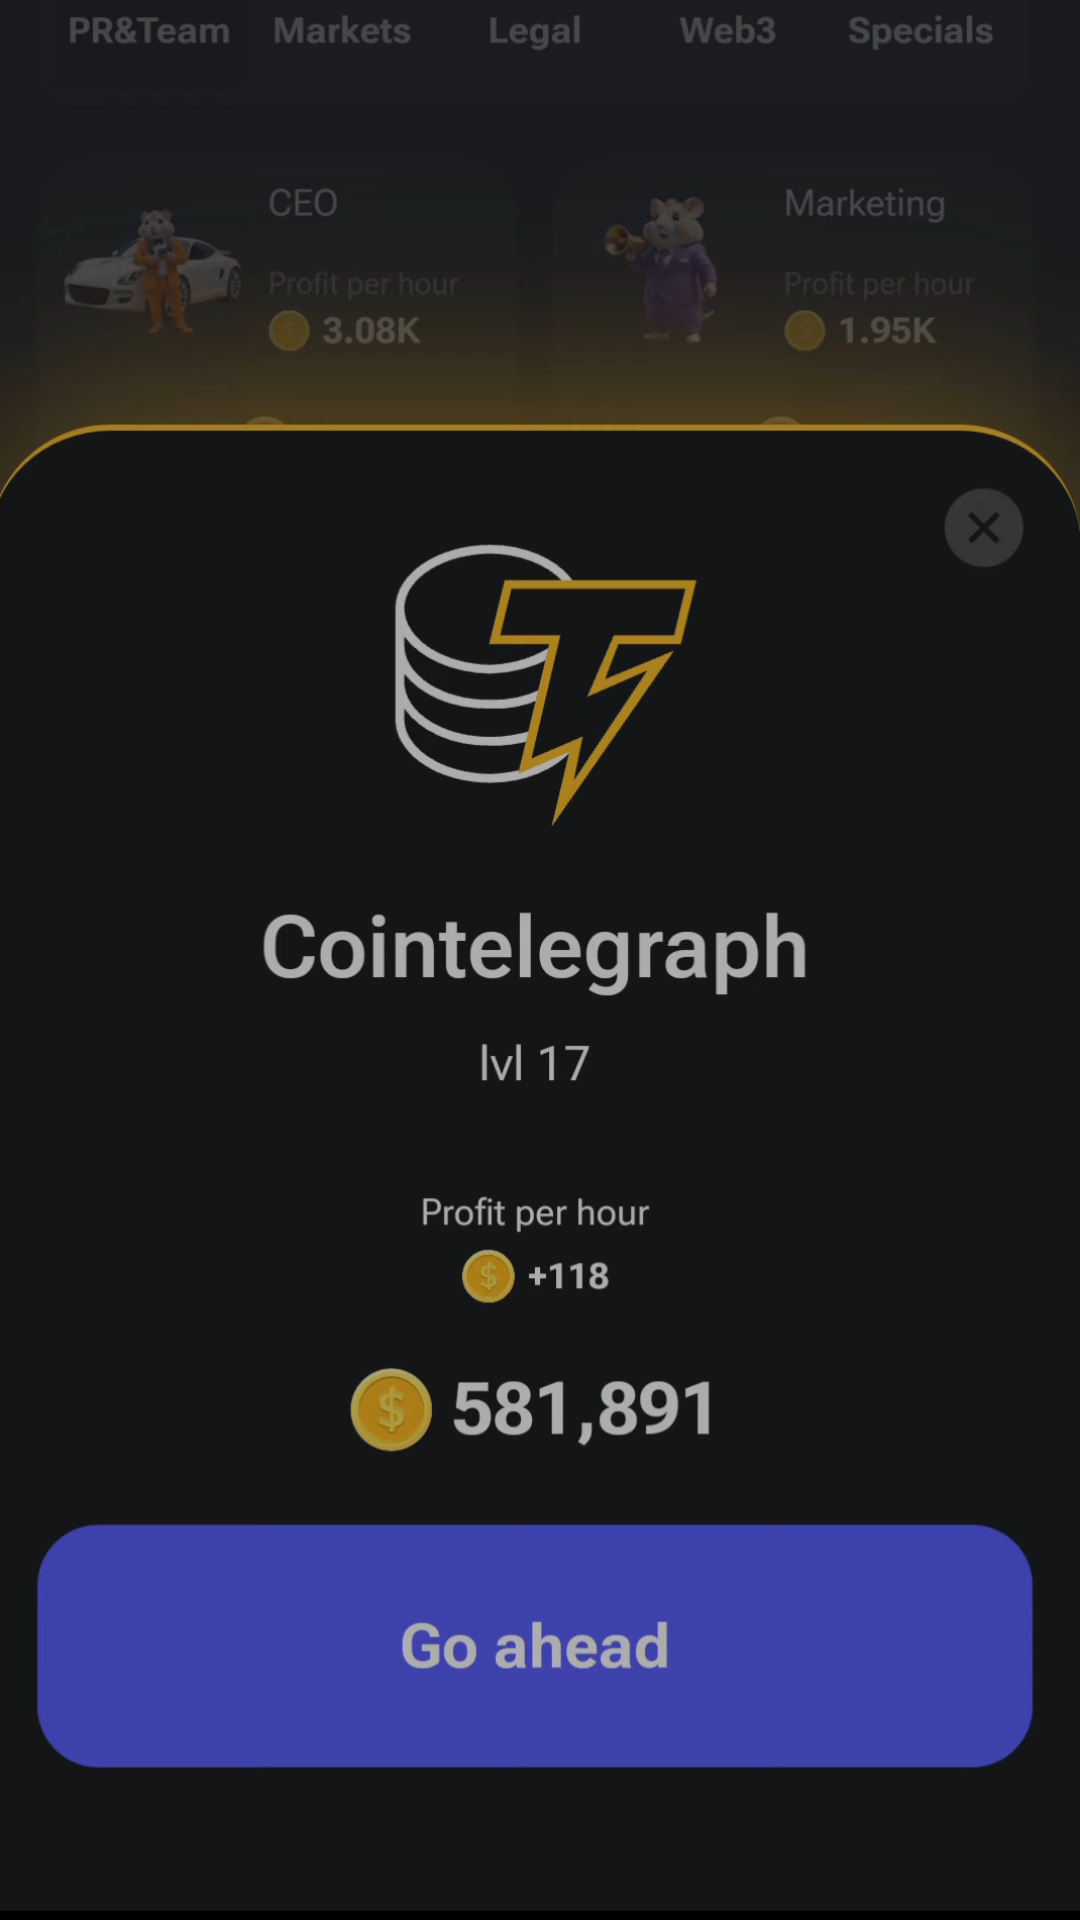 PR&Team Markets Legal Web3 Specials
CEO
Profit per hour
3.08K
Marketing
Profit per hour
1.95K
Cointelegraph
lvl 17
Profit per hour
+118
581,891
Go ahead